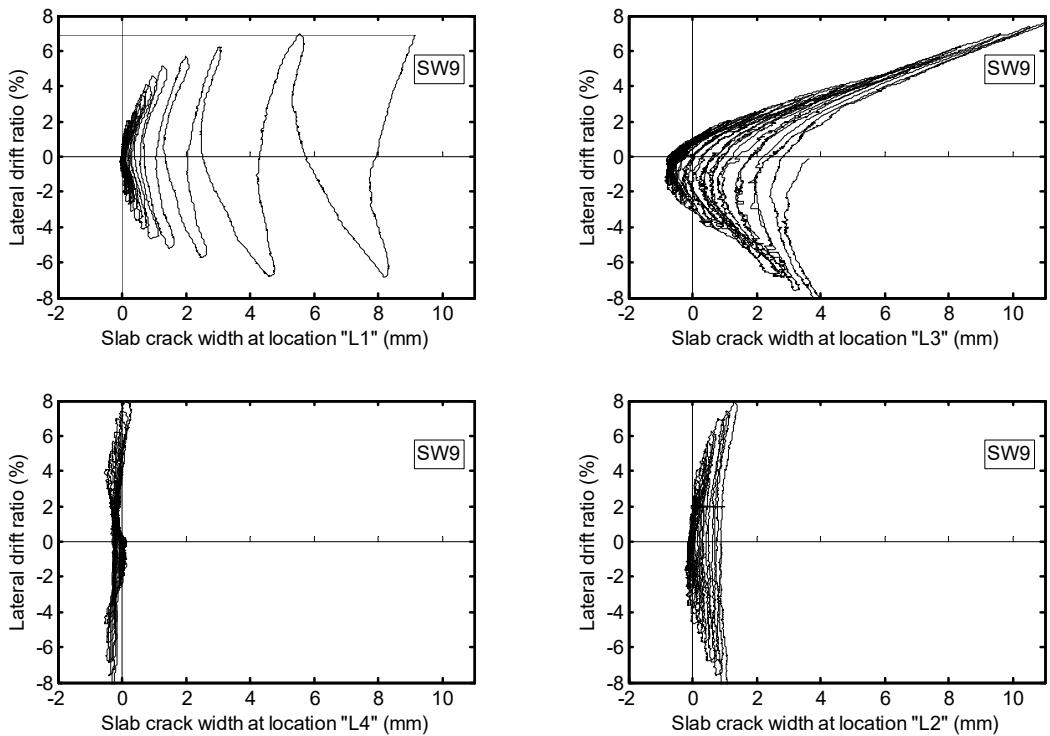 8
6
4
2
0
-2
-4
-6
-8
Lateral drift ratio (%)
SW9
-2 0 2 4 6 8 10
Slab crack width at location "L1" (mm)
8
6
4
2
0
-2
-4
-6
-8
Lateral drift ratio (%)
SW9
-2 0 2 4 6 8 10
Slab crack width at location "L3" (mm)
8
6
4
2
0
-2
-4
-6
-8
Lateral drift ratio (%)
SW9
-2 0 2 4 6 8 10
Slab crack width at location "L4" (mm)
8
6
4
2
0
-2
-4
-6
-8
Lateral drift ratio (%)
SW9
-2 0 2 4 6 8 10
Slab crack width at location "L2" (mm)